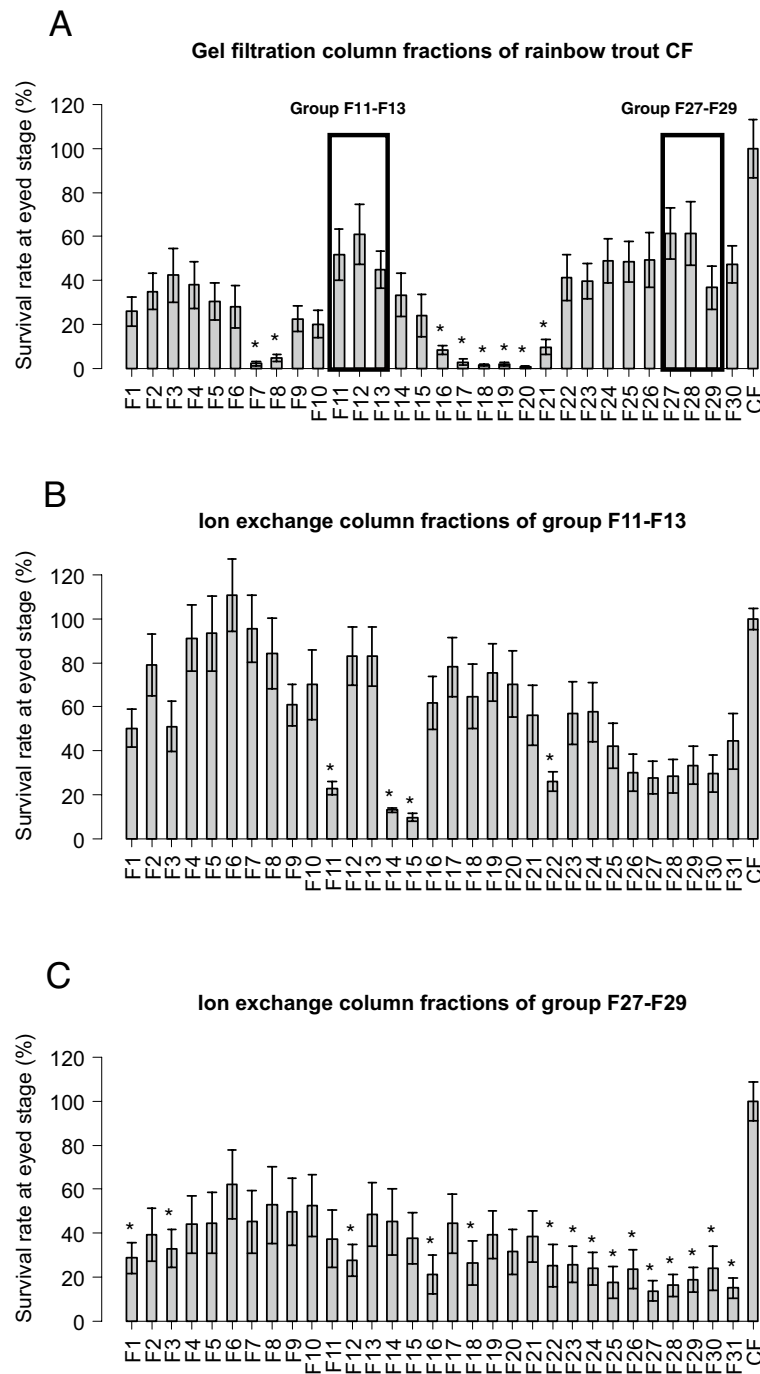 A
Gel filtration column fractions of rainbow trout CF
Survival rate at eyed stage (%)
120
100
80
60
40
20
0
Group F11-F13
Group F27-F29
* * * * * * * * *
F1 F2 F3 F4 F5 F6 F7 F8 F9 F10 F11 F12 F13 F14 F15 F16 F17 F18 F19 F20 F21 F22 F23 F24 F25 F26 F27 F28 F29 F30 CF
B
Ion exchange column fractions of group F11-F13
Survival rate at eyed stage (%)
120
100
80
60
40
20
0
* * * *
F1 F2 F3 F4 F5 F6 F7 F8 F9 F10 F11 F12 F13 F14 F15 F16 F17 F18 F19 F20 F21 F22 F23 F24 F25 F26 F27 F28 F29 F30 F31 CF
C
Ion exchange column fractions of group F27-F29
Survival rate at eyed stage (%)
120
100
80
60
40
20
0
* * * * * * * * * * * * * * *
F1 F2 F3 F4 F5 F6 F7 F8 F9 F10 F11 F12 F13 F14 F15 F16 F17 F18 F19 F20 F21 F22 F23 F24 F25 F26 F27 F28 F29 F30 F31 CF